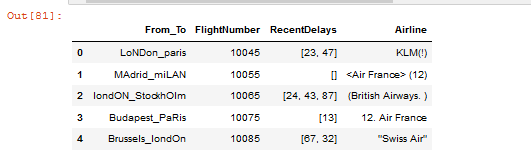 Out[81]:
From_To FlightNumber RecentDelays Airline
0 LoNDon_paris 10045 [23, 47] KLM(!)
1 MAdrid_miLAN 10055 [] <Air France> (12)
2 londON_StockhOlm 10065 [24, 43, 87] (British Airways. )
3 Budapest_PaRis 10075 [13] 12. Air France
4 Brussels_londOn 10085 [67, 32] "Swiss Air"